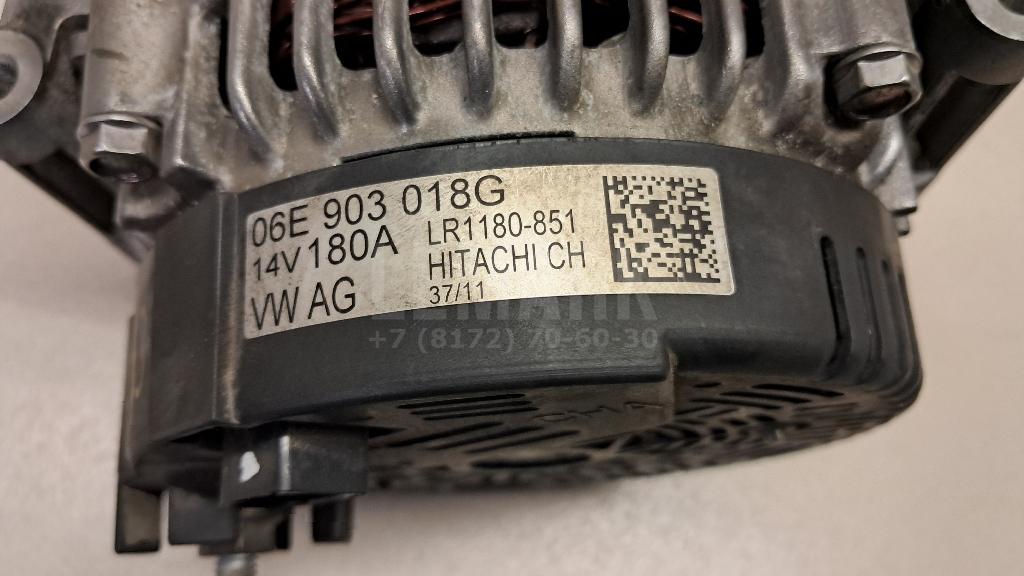 06E 903 018G
14V 180A
VW AG
LR1180-851
HITACHI CH
37/11
+7 (8172) 70-60-30